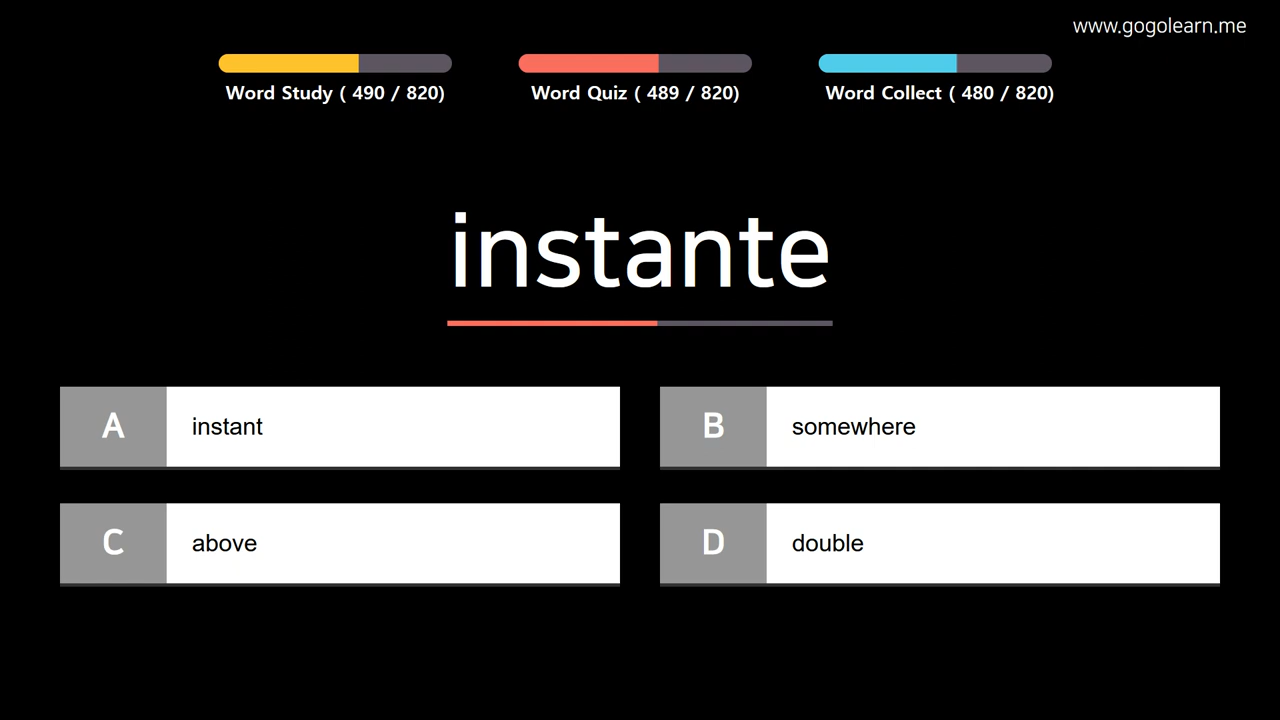 www.gogolearn.me
Word Study ( 490 / 820)
Word Quiz ( 489 / 820)
Word Collect ( 480 / 820)
instante
A instant
B somewhere
C above
D double